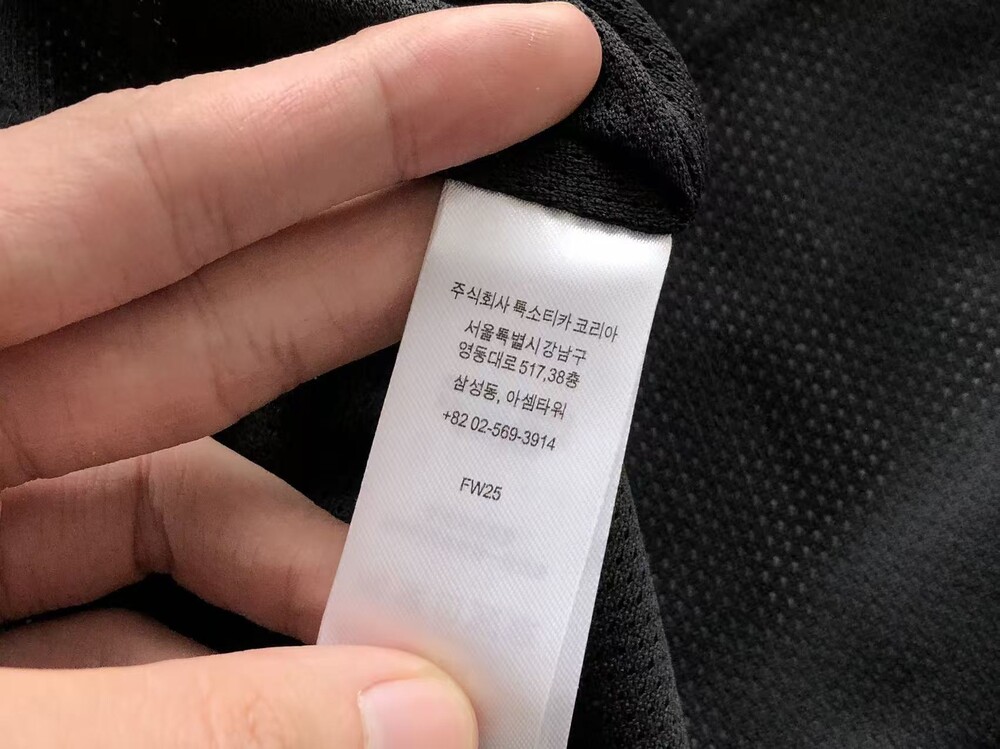 주식회사 룩소티카 코리아
서울특별시 강남구
영동대로 517,38층
삼성동, 아셈타워
+82 02-569-3914
FW25